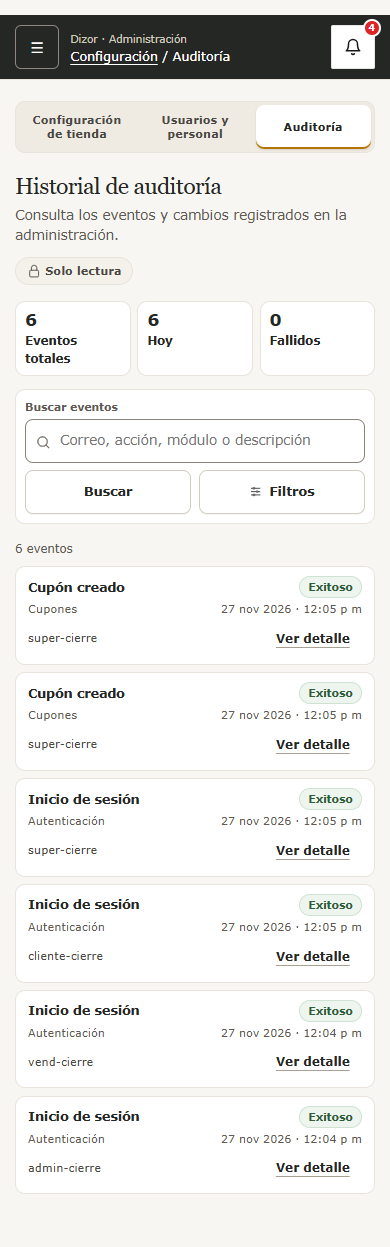 Dizor · Administración
Configuración / Auditoría
4
Configuración de tienda
Usuarios y personal
Auditoría
Historial de auditoría
Consulta los eventos y cambios registrados en la
administración.
Solo lectura
6
Eventos
totales
6
Hoy
0
Fallidos
Buscar eventos
Correo, acción, módulo o descripción
Buscar
Filtros
6 eventos
Cupón creado
Exitoso
Cupones
27 nov 2026 · 12:05 p m
super-cierre
Ver detalle
Cupón creado
Exitoso
Cupones
27 nov 2026 · 12:05 p m
super-cierre
Ver detalle
Inicio de sesión
Exitoso
Autenticación
27 nov 2026 · 12:05 p m
super-cierre
Ver detalle
Inicio de sesión
Exitoso
Autenticación
27 nov 2026 · 12:05 p m
cliente-cierre
Ver detalle
Inicio de sesión
Exitoso
Autenticación
27 nov 2026 · 12:04 p m
vend-cierre
Ver detalle
Inicio de sesión
Exitoso
Autenticación
27 nov 2026 · 12:04 p m
admin-cierre
Ver detalle